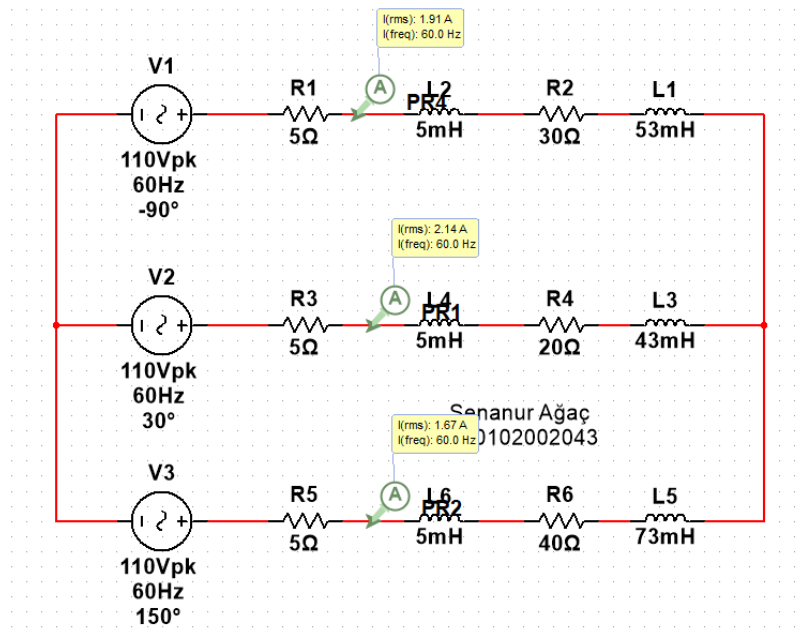 I(rms): 1.91 A
I(freq): 60.0 Hz
V1
R1
A
L2
PR4
R2
L1
5Ω
5mH
30Ω
53mH
110Vpk
60Hz
-90°
I(rms): 2.14 A
I(freq): 60.0 Hz
V2
R3
A
L4
PR1
R4
L3
5Ω
5mH
20Ω
43mH
110Vpk
60Hz
30°
Senanur Ağaç
0102002043
I(rms): 1.67 A
I(freq): 60.0 Hz
V3
R5
A
L6
PR2
R6
L5
5Ω
5mH
40Ω
73mH
110Vpk
60Hz
150°